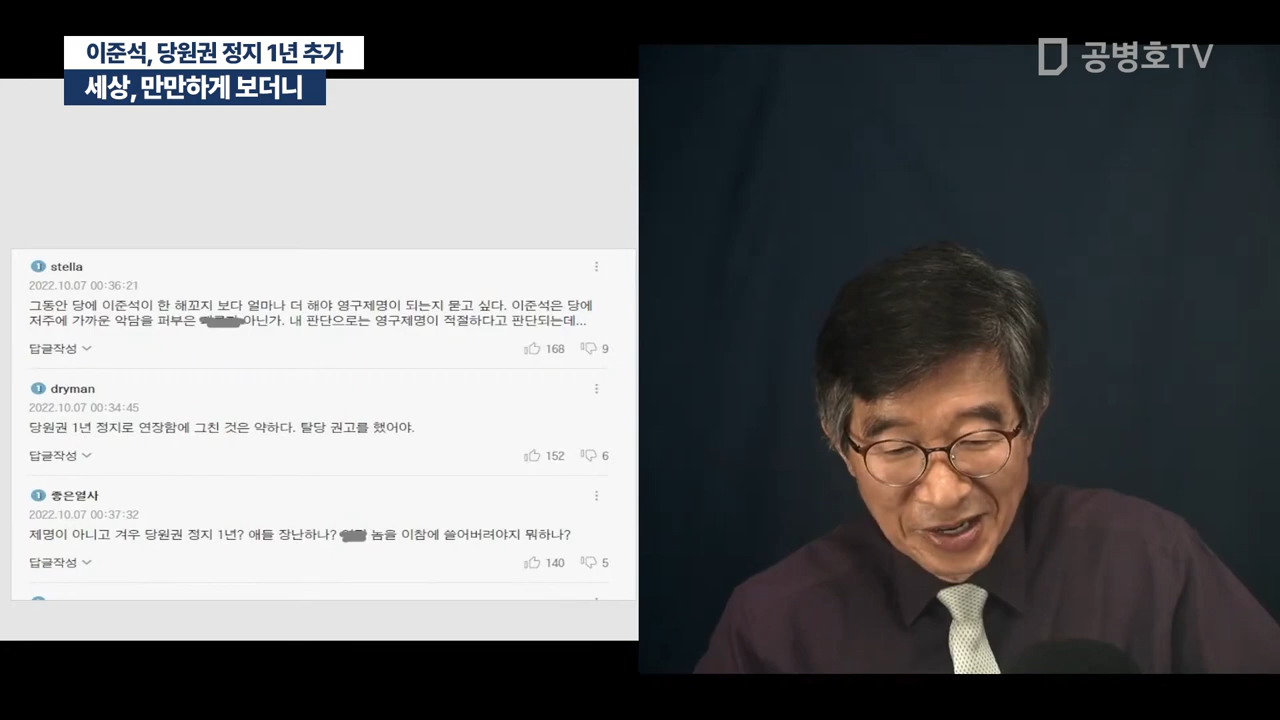 이준석, 당원권 정지 1년 추가
세상, 만만하게 보더니
공병호TV
1 stella
2022.10.07 00:36:21
그동안 당에 이준석이 한 해꼬지 보다 얼마나 더 해야 영구제명이 되는지 묻고 싶다. 이준석은 당에
저주에 가까운 악담을 퍼부은 아닌가. 내 판단으로는 영구제명이 적절하다고 판단되는데...
답글작성
168 9
1 dryman
2022.10.07 00:34:45
당원권 1년 정지로 연장함에 그친 것은 약하다. 탈당 권고를 했어야.
답글작성
152 6
1 좋은열사
2022.10.07 00:37:32
제명이 아니고 겨우 당원권 정지 1년? 애들 장난하나? 놈을 이참에 쓸어버려야지 뭐하나?
답글작성
140 5